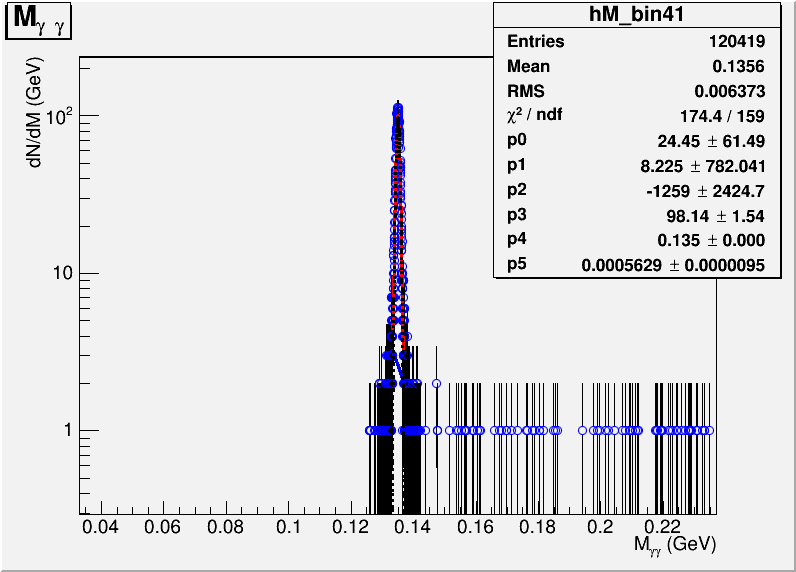 Mγ γ
hM_bin41
Entries 120419
Mean 0.1356
RMS 0.006373
χ² / ndf 174.4 / 159
p0 24.45 ± 61.49
p1 8.225 ± 782.041
p2 -1259 ± 2424.7
p3 98.14 ± 1.54
p4 0.135 ± 0.000
p5 0.0005629 ± 0.0000095
dN/dM (GeV)
10²
10
1
0.04 0.06 0.08 0.1 0.12 0.14 0.16 0.18 0.2 0.22
Mγγ (GeV)